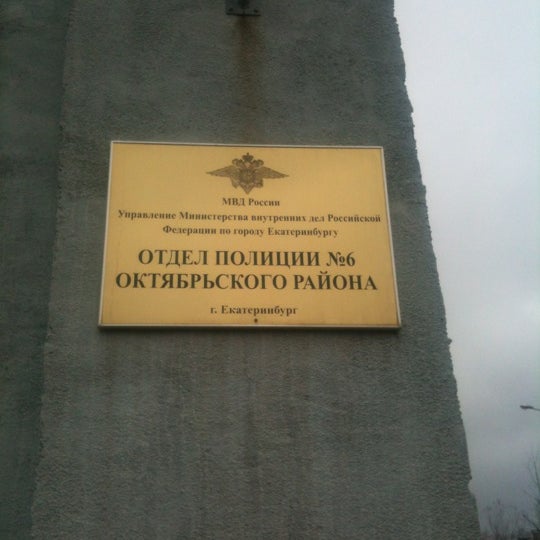 МВД России
Управление Министерства внутренних дел Российской
Федерации по городу Екатеринбургу
ОТДЕЛ ПОЛИЦИИ №6
ОКТЯБРЬСКОГО РАЙОНА
г. Екатеринбург